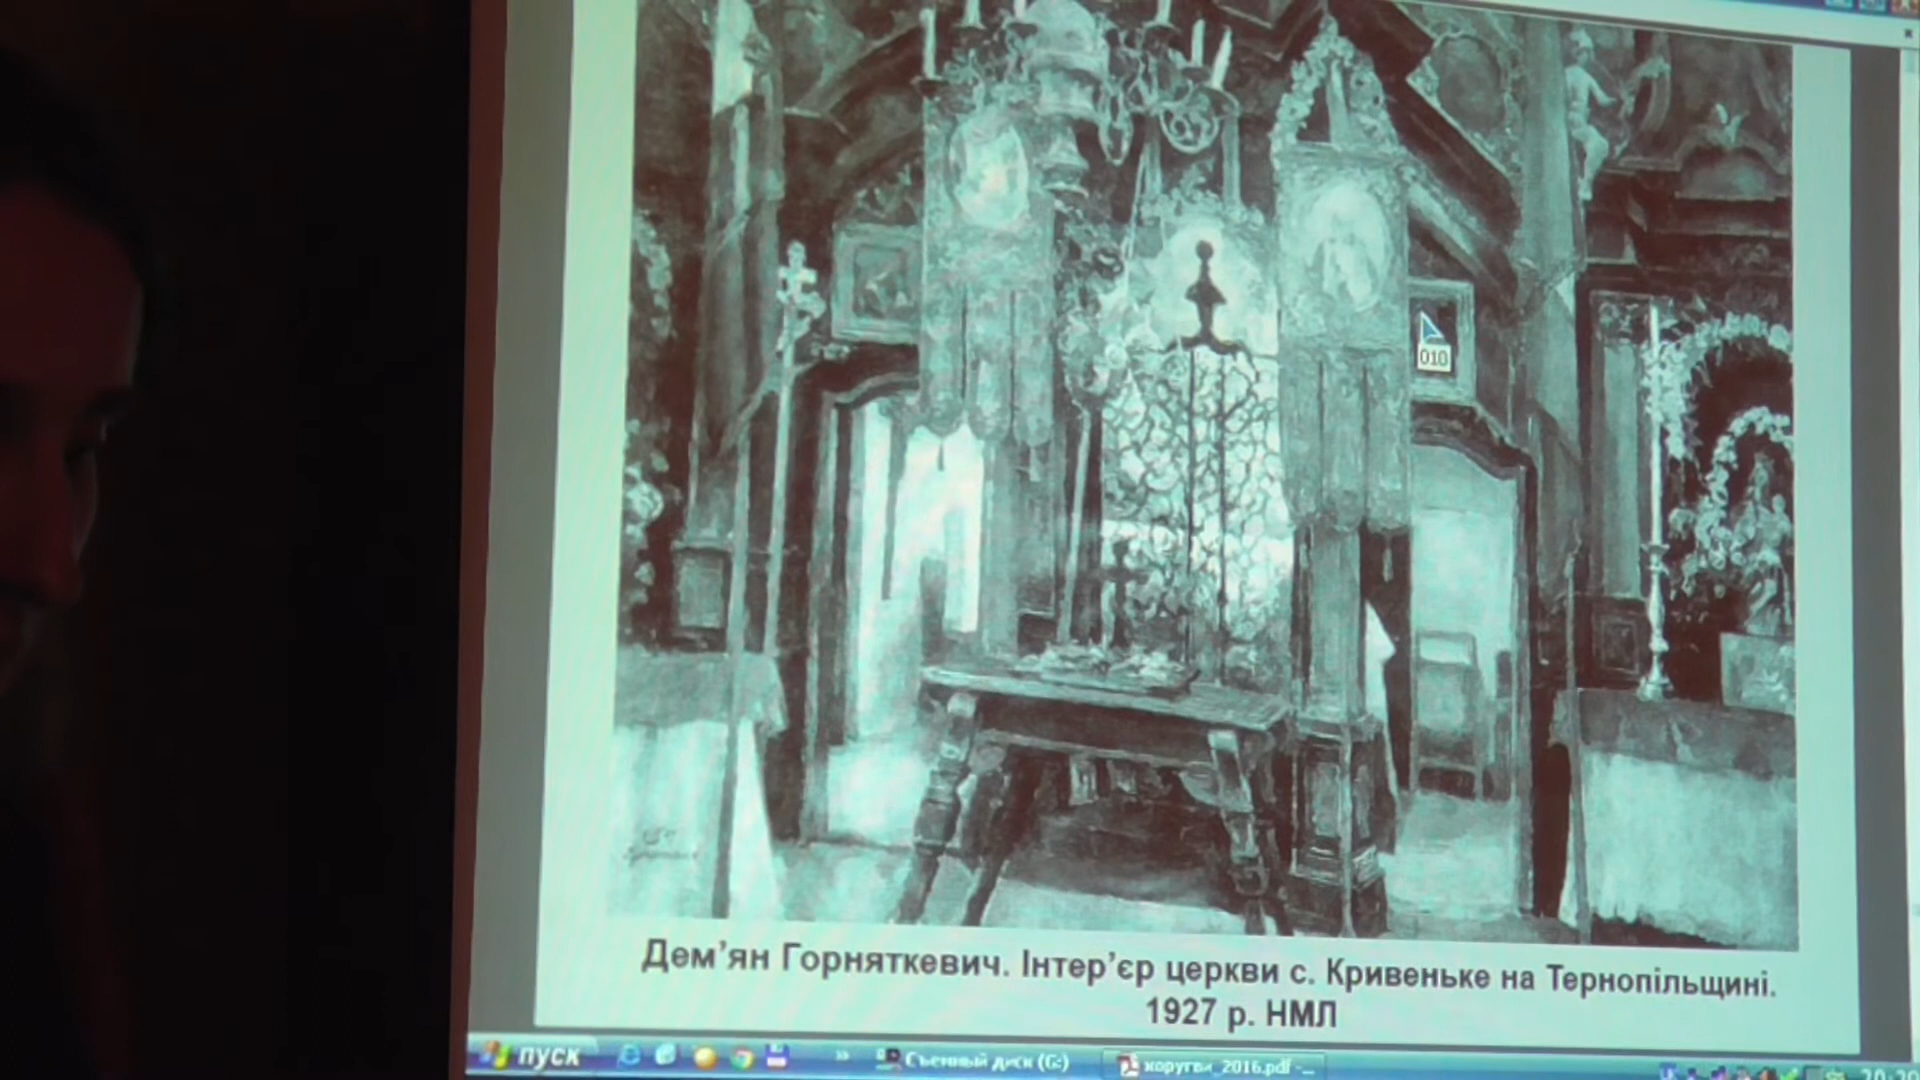 010
Дем’ян Горняткевич. Інтер’єр церкви с. Кривеньке на Тернопільщині.
1927 р. НМЛ
пуск
»
Съемный диск (G:)
коругви_2016.pdf -...